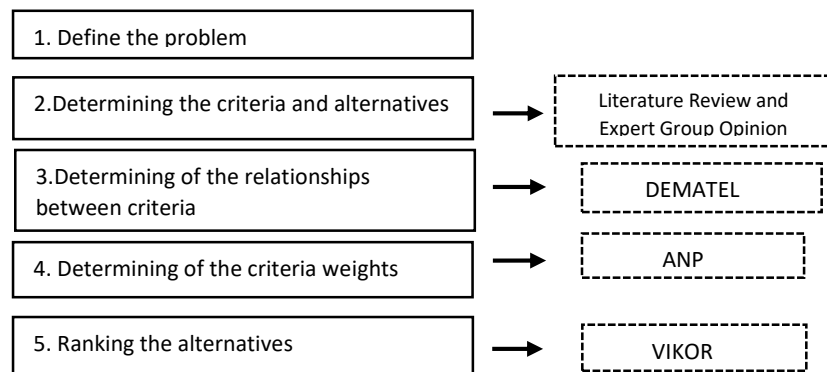 1. Define the problem
2.Determining the criteria and alternatives
Literature Review and
Expert Group Opinion
3.Determining of the relationships
between criteria
DEMATEL
4. Determining of the criteria weights
ANP
5. Ranking the alternatives
VIKOR